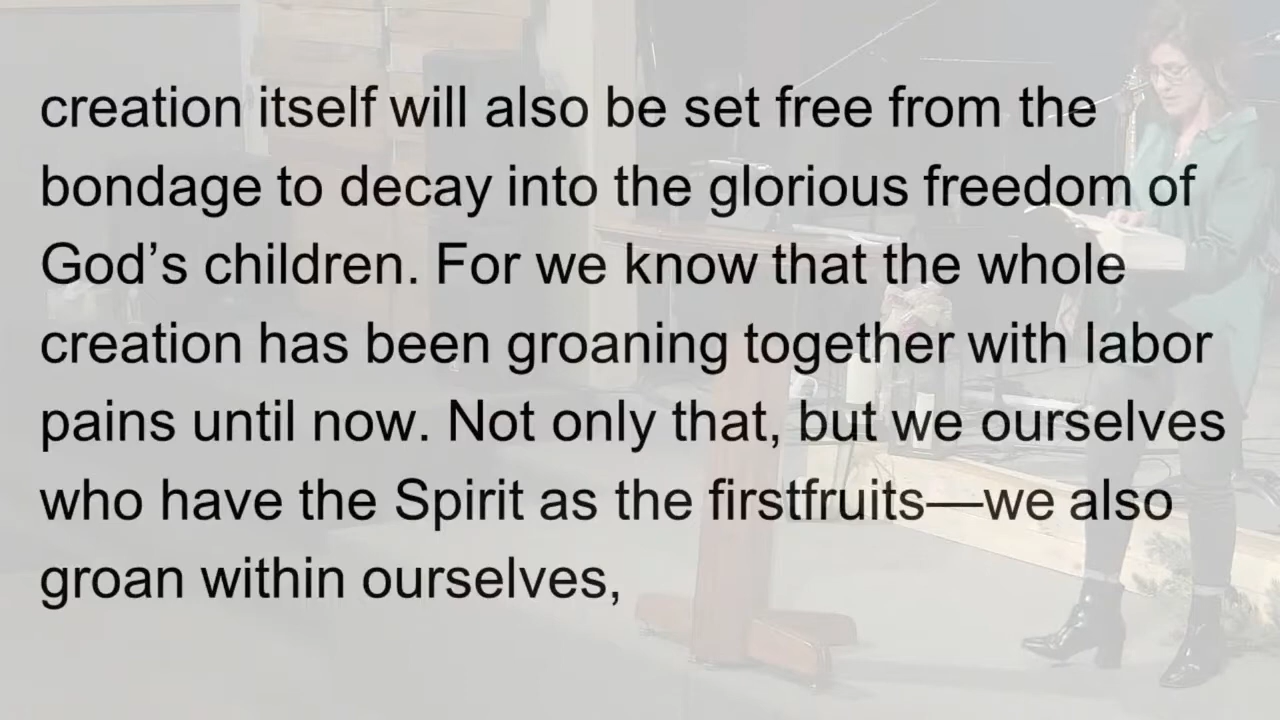 creation itself will also be set free from the
bondage to decay into the glorious freedom of
God’s children. For we know that the whole
creation has been groaning together with labor
pains until now. Not only that, but we ourselves
who have the Spirit as the firstfruits—we also
groan within ourselves,